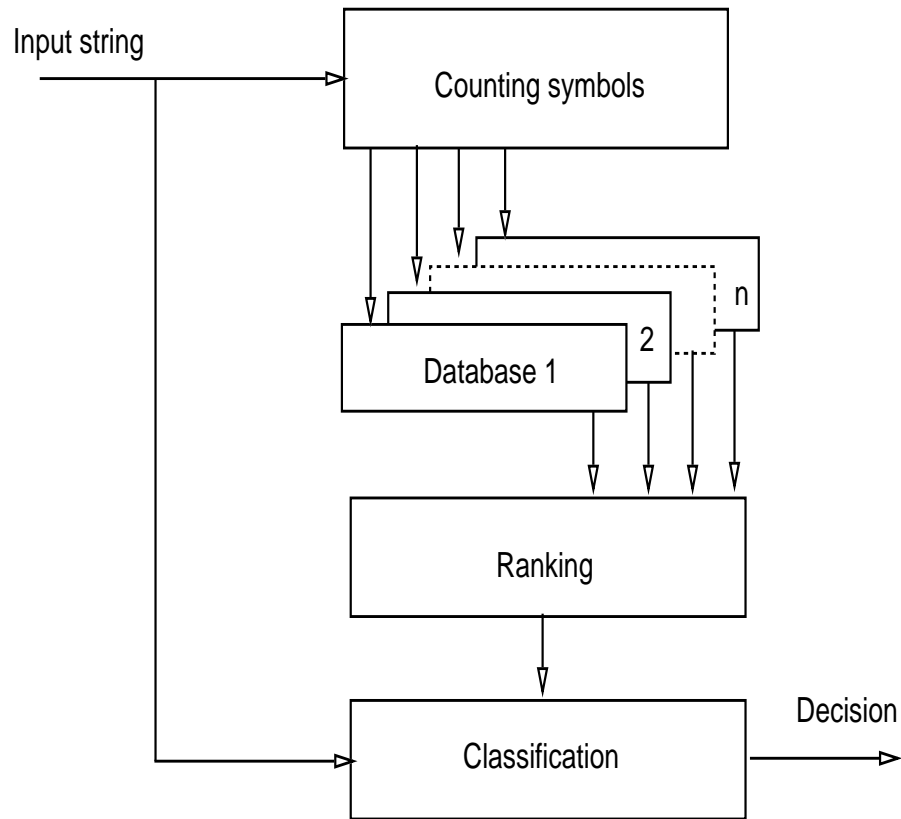 Input string
Counting symbols
n
2
Database 1
Ranking
Decision
Classification